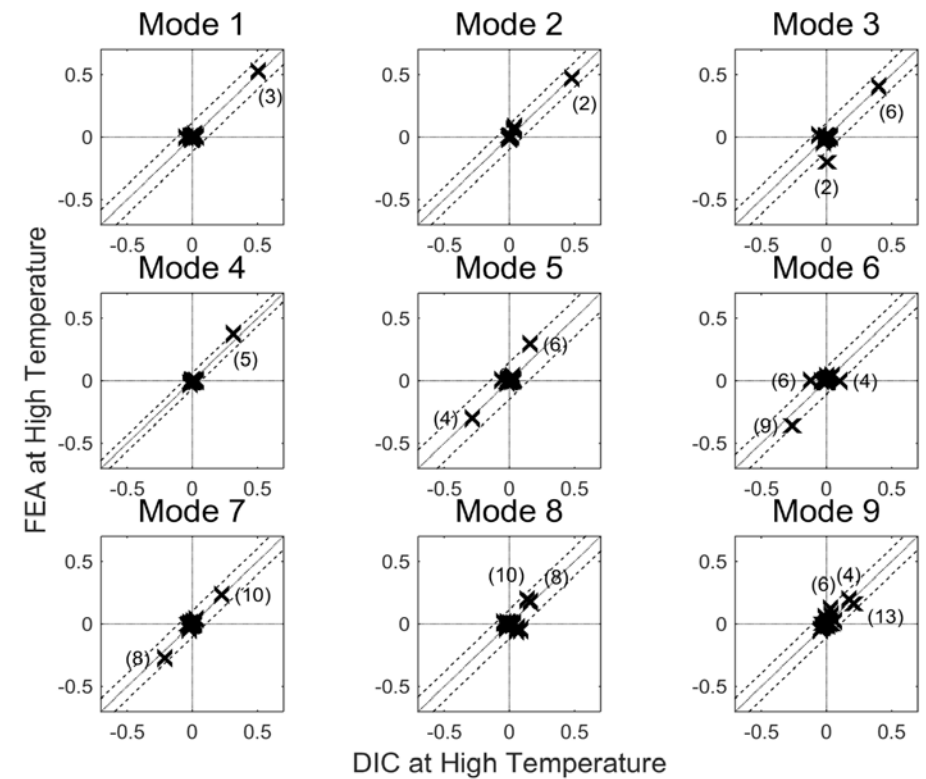 Mode 1 Mode 2 Mode 3
0.5 (3) 0.5 (2) 0.5 (6)
0 0 0
-0.5 -0.5 (2) -0.5
-0.5 0 0.5 -0.5 0 0.5 -0.5 0 0.5
Mode 4 Mode 5 Mode 6
0.5 (5) 0.5 (6) 0.5
0 0 0 (6) (4)
-0.5 -0.5 (4) -0.5 (9)
-0.5 0 0.5 -0.5 0 0.5 -0.5 0 0.5
Mode 7 Mode 8 Mode 9
0.5 (10) 0.5 (10) (8) 0.5 (6) (4)
0 0 0 (13)
-0.5 (8) -0.5 -0.5
-0.5 0 0.5 -0.5 0 0.5 -0.5 0 0.5
FEA at High Temperature
DIC at High Temperature